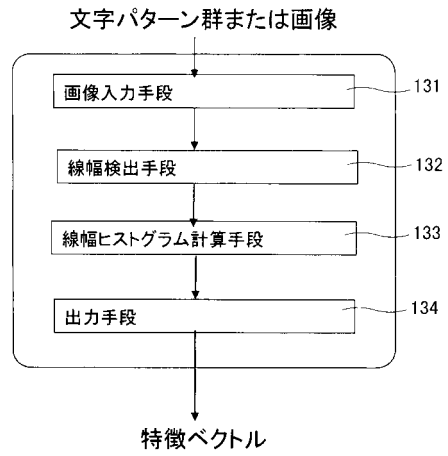 文字パターン群または画像
画像入力手段 131
線幅検出手段 132
線幅ヒストグラム計算手段 133
出力手段 134
特徴ベクトル